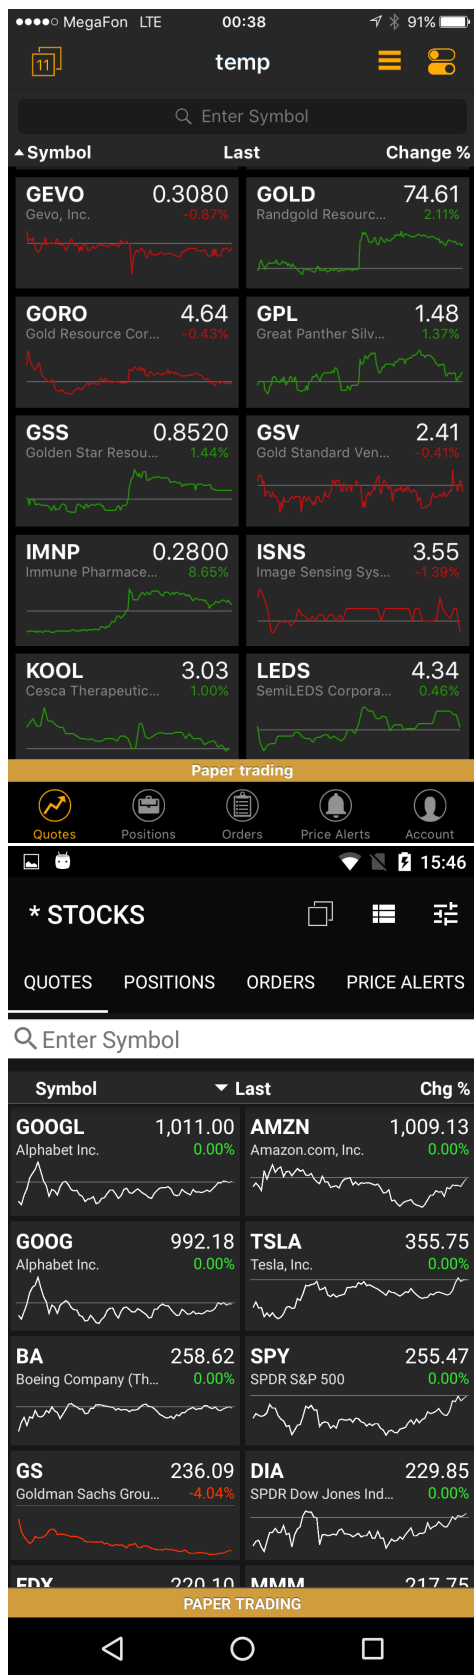 MegaFon LTE 00:38 91%
11 temp
Enter Symbol
Symbol Last Change %
GEVO 0.3080 GOLD 74.61
Gevo, Inc. -0.87% Randgold Resourc... 2.11%
GORO 4.64 GPL 1.48
Gold Resource Cor... -0.43% Great Panther Silv... 1.37%
GSS 0.8520 GSV 2.41
Golden Star Resou... 1.44% Gold Standard Ven... -0.41%
IMNP 0.2800 ISNS 3.55
Immune Pharmace... 8.65% Image Sensing Sys... -1.39%
KOOL 3.03 LEDS 4.34
Cesca Therapeutic... 1.00% SemiLEDS Corpora... 0.46%
Paper trading
Quotes Positions Orders Price Alerts Account
15:46
* STOCKS
QUOTES POSITIONS ORDERS PRICE ALERTS
Enter Symbol
Symbol Last Chg %
GOOGL 1,011.00 AMZN 1,009.13
Alphabet Inc. 0.00% Amazon.com, Inc. 0.00%
GOOG 992.18 TSLA 355.75
Alphabet Inc. 0.00% Tesla, Inc. 0.00%
BA 258.62 SPY 255.47
Boeing Company (Th... 0.00% SPDR S&P 500 0.00%
GS 236.09 DIA 229.85
Goldman Sachs Grou... -4.04% SPDR Dow Jones Ind... 0.00%
FDX 220.10 MMM 217.75
PAPER TRADING